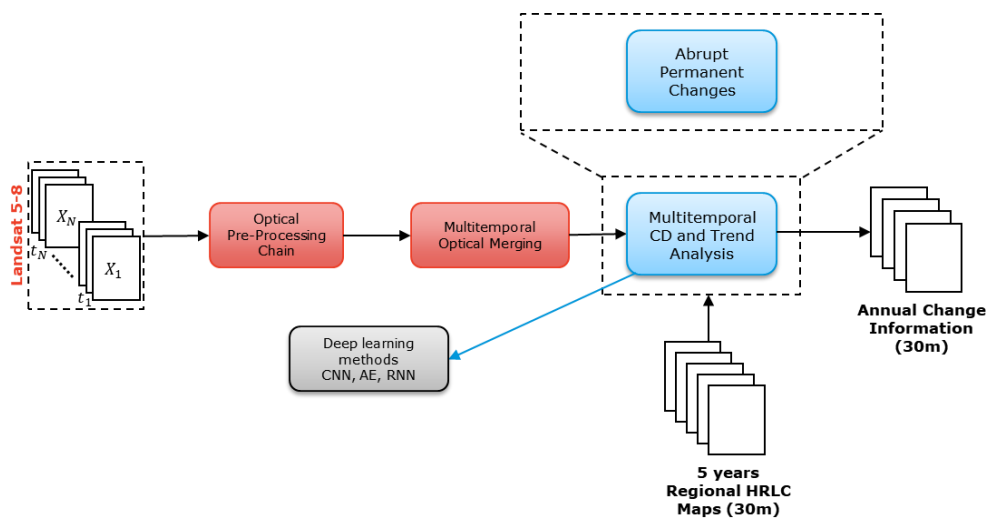 Abrupt
Permanent
Changes
Landsat 5-8
X_N
t_N
X_1
t_1
Optical
Pre-Processing
Chain
Multitemporal
Optical Merging
Multitemporal
CD and Trend
Analysis
Annual Change
Information
(30m)
Deep learning
methods
CNN, AE, RNN
5 years
Regional HRLC
Maps (30m)